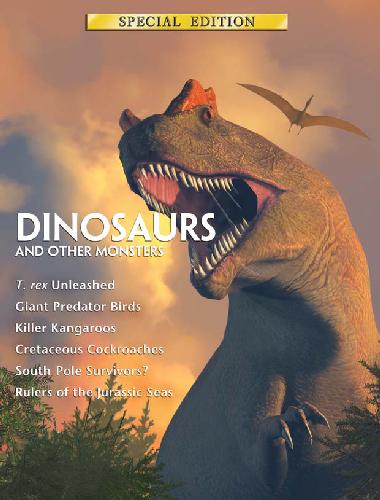 SPECIAL EDITION
DINOSAURS
AND OTHER MONSTERS
T. rex Unleashed
Giant Predator Birds
Killer Kangaroos
Cretaceous Cockroaches
South Pole Survivors?
Rulers of the Jurassic Seas